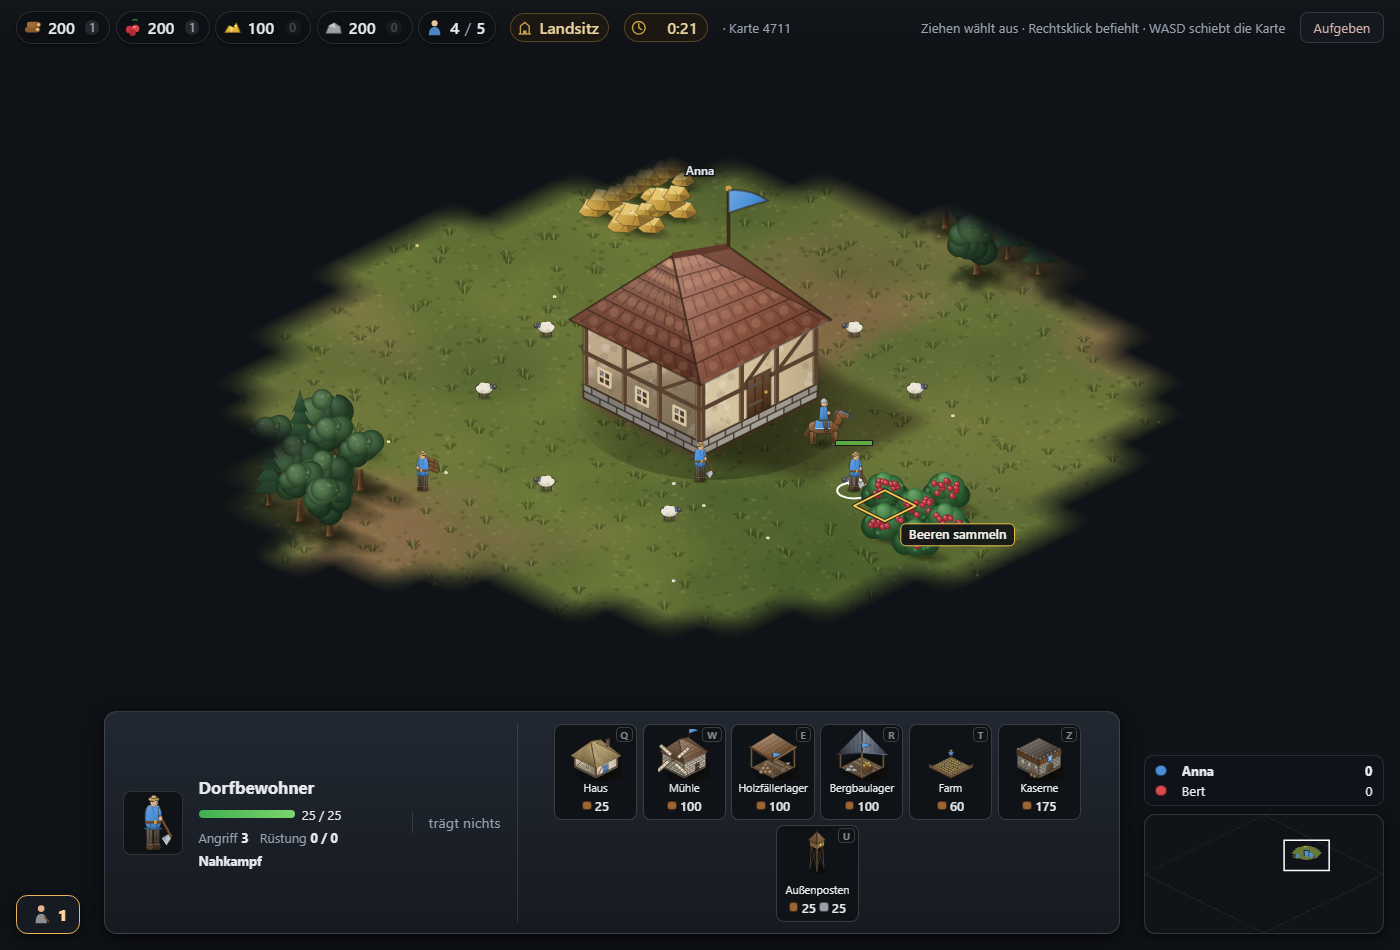 200 1 200 1 100 0 200 0 4 / 5 Landsitz 0:21 · Karte 4711 Ziehen wählt aus · Rechtsklick befiehlt · WASD schiebt die Karte Aufgeben
Anna
Beeren sammeln
Dorfbewohner
25 / 25
Angriff 3 Rüstung 0 / 0
Nahkampf
trägt nichts
Q W E R T Z
Haus Mühle Holzfällerlager Bergbaulager Farm Kaserne
25 100 100 100 60 175
U
Außenposten
25 25
Anna 0
Bert 0
1